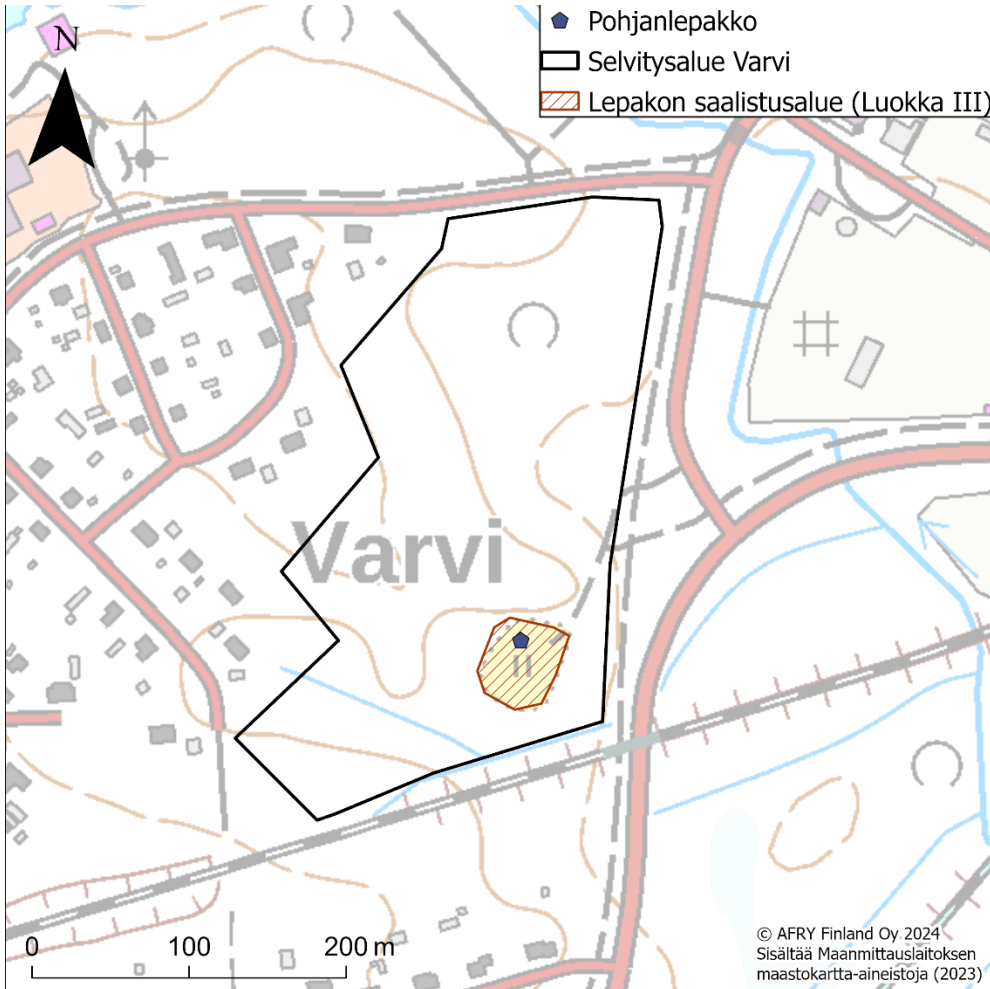 N
Pohjanlepakko
Selvitysalue Varvi
Lepakon saalistusalue (Luokka III)
Varvi
0 100 200 m
© AFRY Finland Oy 2024
Sisältää Maanmittauslaitoksen
maastokartta-aineistoja (2023)